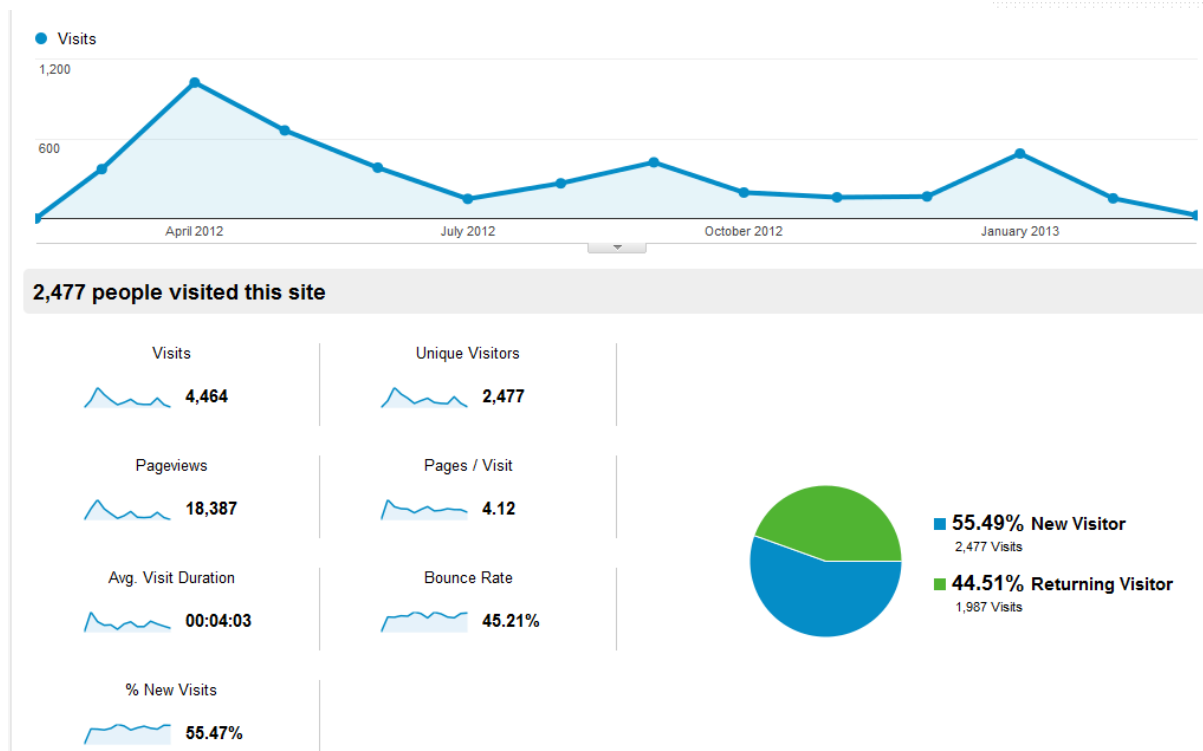 Visits
1,200
600
April 2012 July 2012 October 2012 January 2013
2,477 people visited this site
Visits Unique Visitors
4,464 2,477
Pageviews Pages / Visit
18,387 4.12
55.49% New Visitor
2,477 Visits
44.51% Returning Visitor
1,987 Visits
Avg. Visit Duration Bounce Rate
00:04:03 45.21%
% New Visits
55.47%